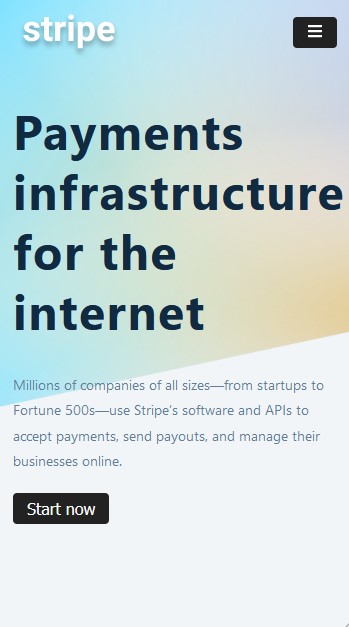 stripe
Payments
infrastructure
for the
internet
Millions of companies of all sizes—from startups to
Fortune 500s—use Stripe's software and APIs to
accept payments, send payouts, and manage their
businesses online.
Start now